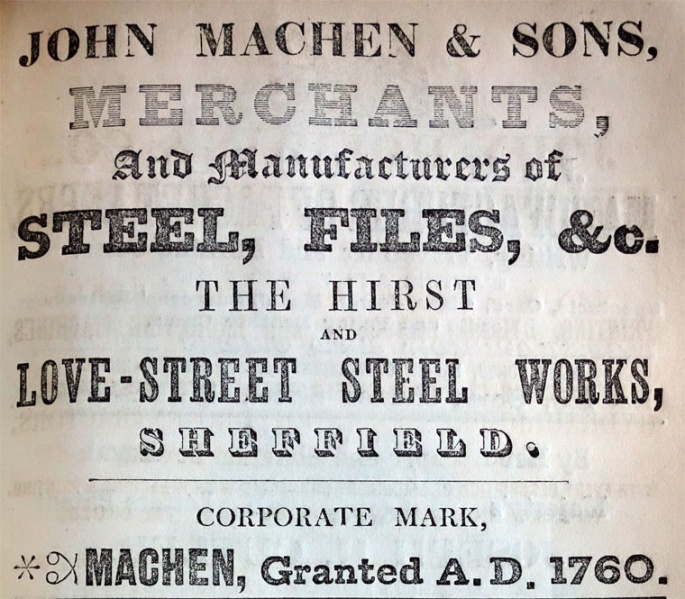 JOHN MACHEN & SONS,
MERCHANTS,
And Manufacturers of
STEEL, FILES, &c.
THE HIRST
AND
LOVE-STREET STEEL WORKS,
SHEFFIELD.
CORPORATE MARK,
MACHEN, Granted A. D. 1760.